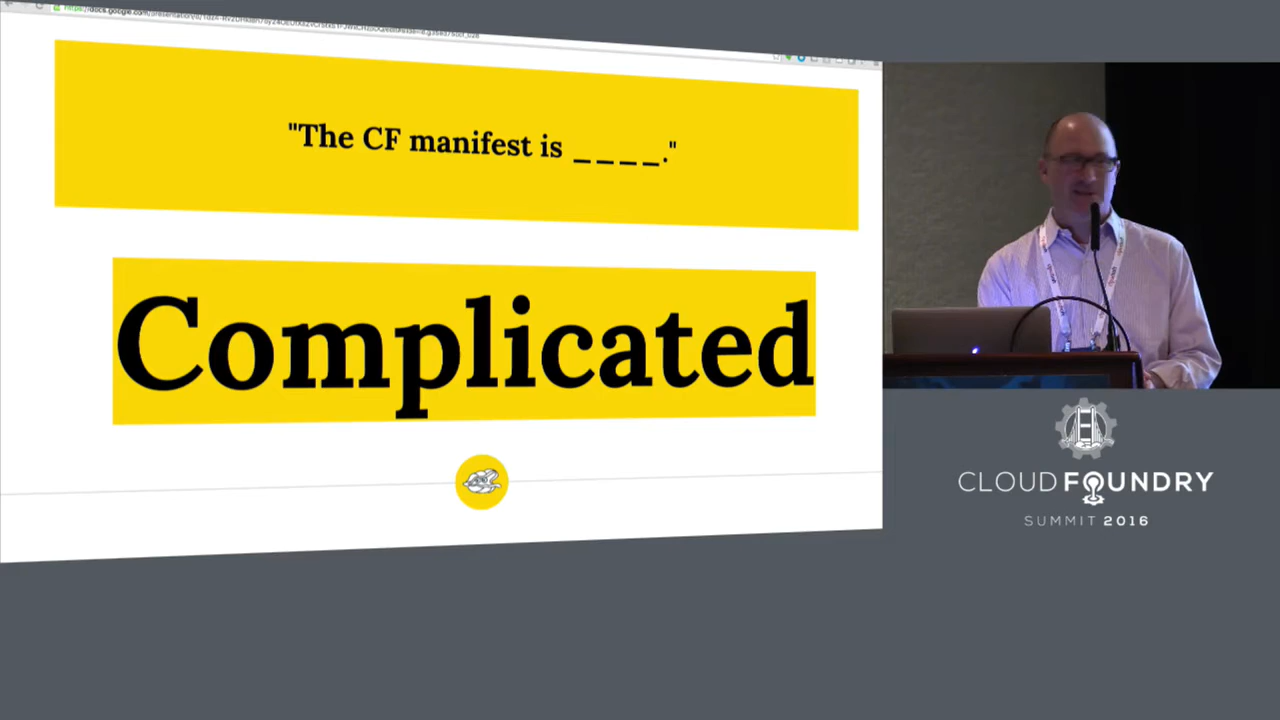 "The CF manifest is ____."
Complicated
CLOUD FOUNDRY
SUMMIT 2016